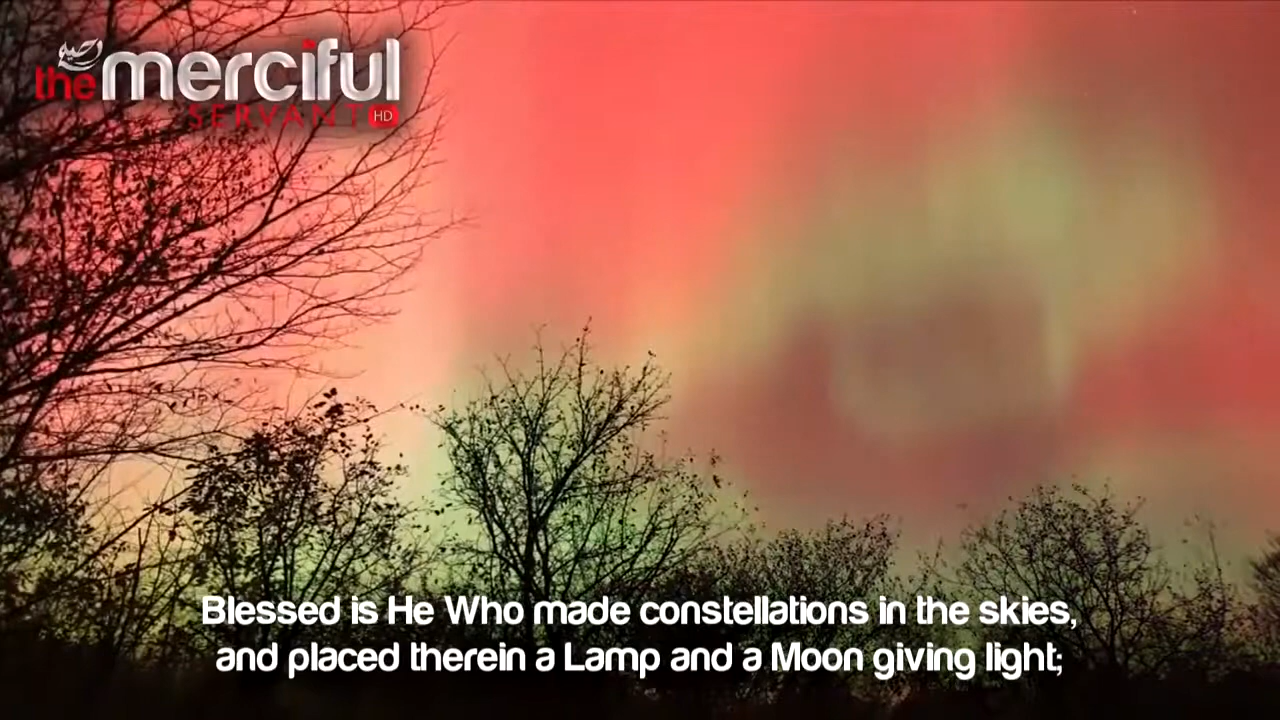 the merciful
SERVANT HD
Blessed is He Who made constellations in the skies,
and placed therein a Lamp and a Moon giving light;